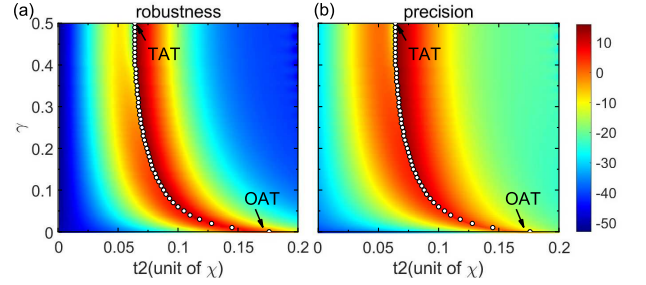 (a) robustness
(b) precision
0.5
0.4
0.3
0.2
0.1
0
γ
TAT
OAT
0 0.05 0.1 0.15 0.2
t2(unit of χ)
TAT
OAT
0 0.05 0.1 0.15 0.2
t2(unit of χ)
10
0
-10
-20
-30
-40
-50